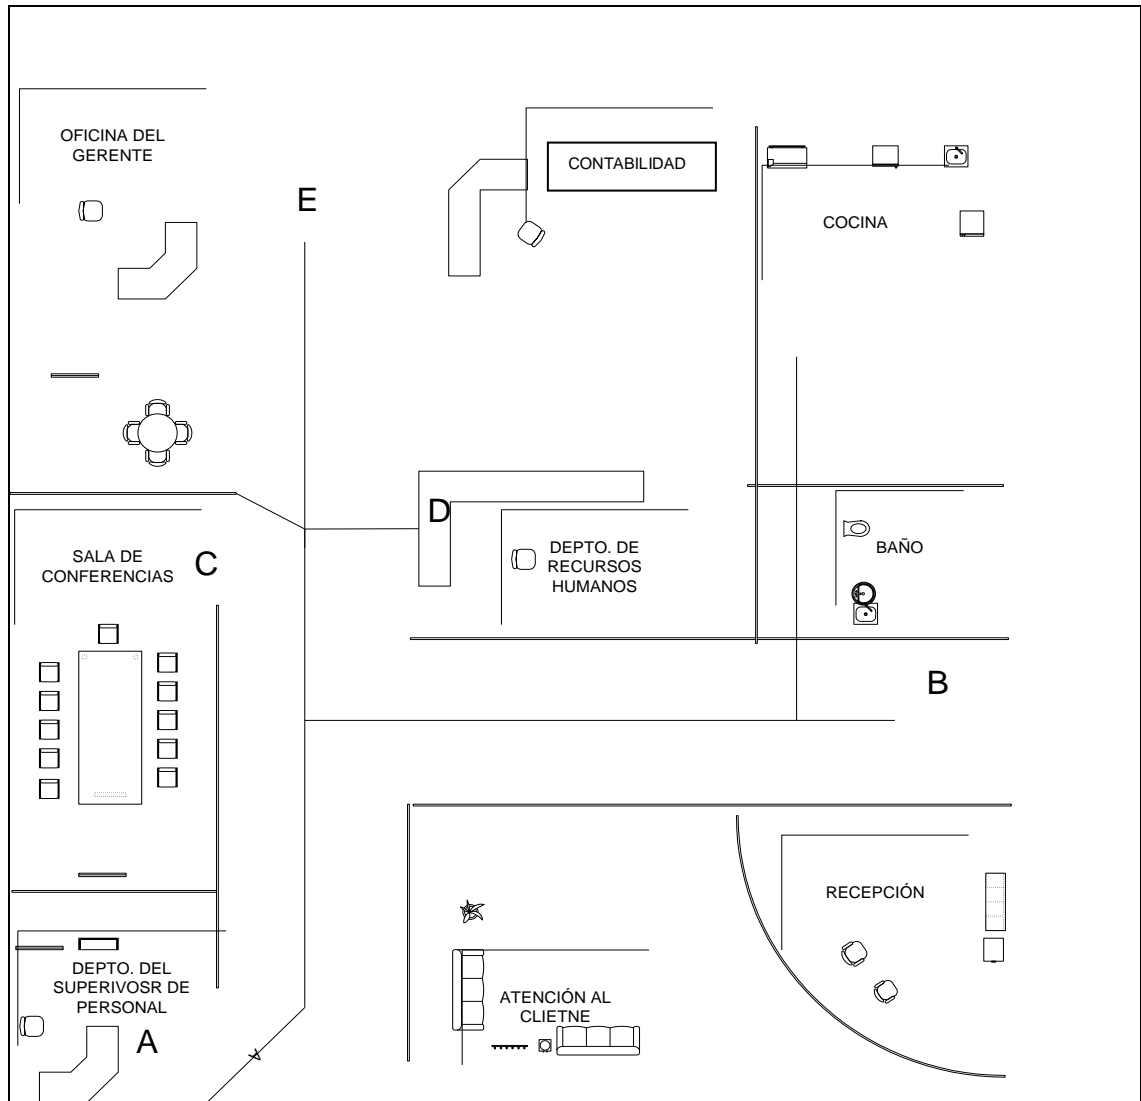 OFICINA DEL
GERENTE
CONTABILIDAD
COCINA
E
D
SALA DE
CONFERENCIAS
C
DEPTO. DE
RECURSOS
HUMANOS
BAÑO
B
RECEPCIÓN
DEPTO. DEL
SUPERIVOSR DE
PERSONAL
A
ATENCIÓN AL
CLIETNE